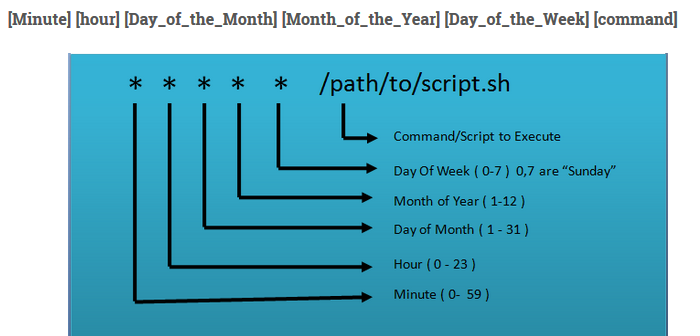 [Minute] [hour] [Day_of_the_Month] [Month_of_the_Year] [Day_of_the_Week] [command]
* * * * * /path/to/script.sh
Command/Script to Execute
Day Of Week ( 0-7 ) 0,7 are “Sunday”
Month of Year ( 1-12 )
Day of Month ( 1 - 31 )
Hour ( 0 - 23 )
Minute ( 0- 59 )